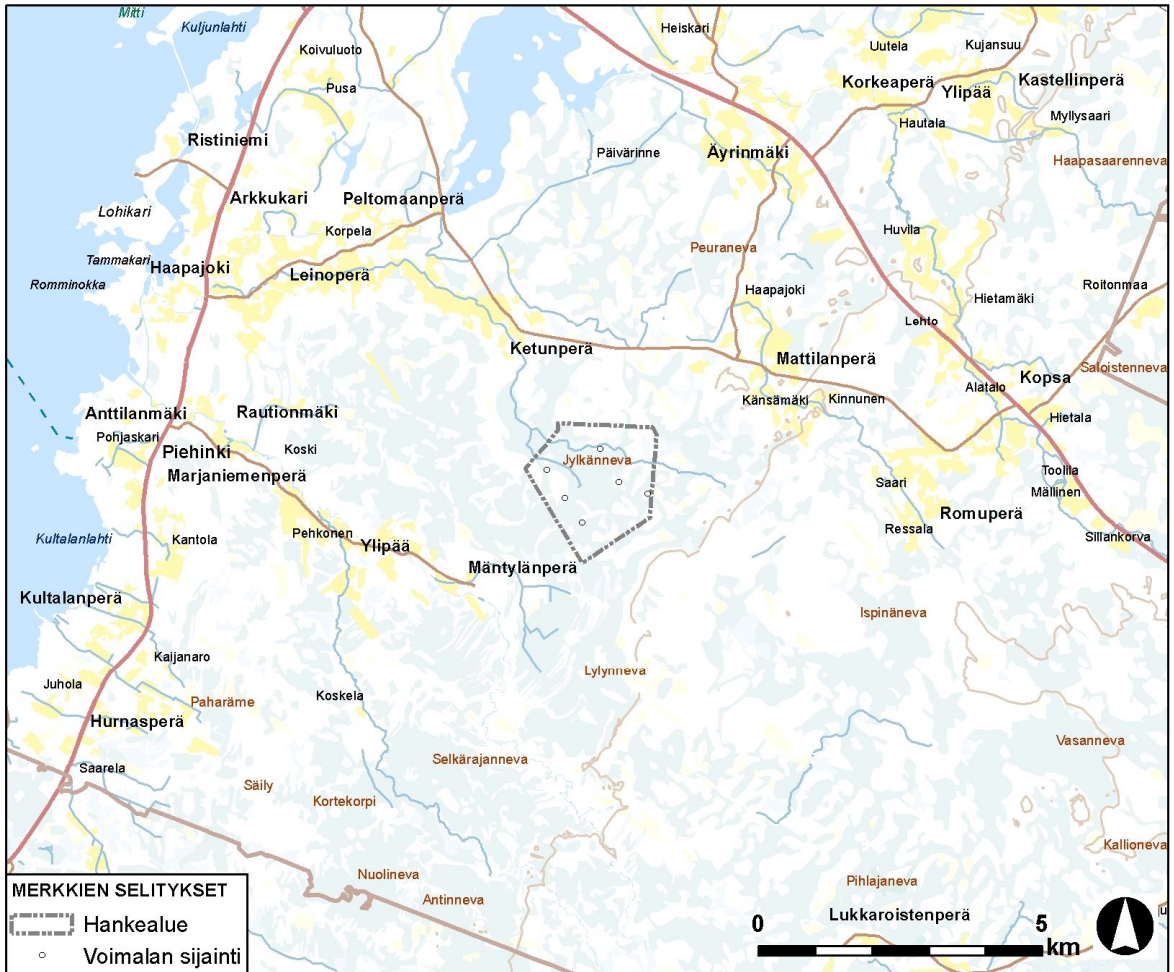 Mitti
Kuljunlahti
Heiskari
Koivuluoto
Uutela
Kujansuu
Korkeaperä
Ylipää
Kastellinperä
Pusa
Hautala
Myllysaari
Ristiniemi
Päivärinne
Äyrinmäki
Haapasaarenneva
Arkkukari
Peltomaanperä
Lohikari
Korpela
Huvila
Peuraneva
Tammakari
Haapajoki
Leinoperä
Romminokka
Haapajoki
Hietamäki
Roitonmaa
Lehto
Ketunperä
Mattilanperä
Saloistenneva
Kopsa
Alatalo
Anttilanmäki
Rautionmäki
Känsämäki
Kinnunen
Hietala
Pohjaskari
Piehinki
Koski
Jylkänneva
Marjaniemenperä
Toolila
Saari
Mällinen
Romuperä
Ressala
Kultalanlahti
Kantola
Pehkonen
Ylipää
Sillankorva
Mäntylänperä
Kultalanperä
Ispinäneva
Kaijanaro
Lylynneva
Juhola
Paharäme
Koskela
Hurnasperä
Vasanneva
Selkärajanneva
Saarela
Säily
Kortekorpi
Kallioneva
Nuolineva
Pihlajaneva
Antinneva
Lukkaroistenperä
MERKKIEN SELITYKSET
Hankealue
Voimalan sijainti
0 5
km